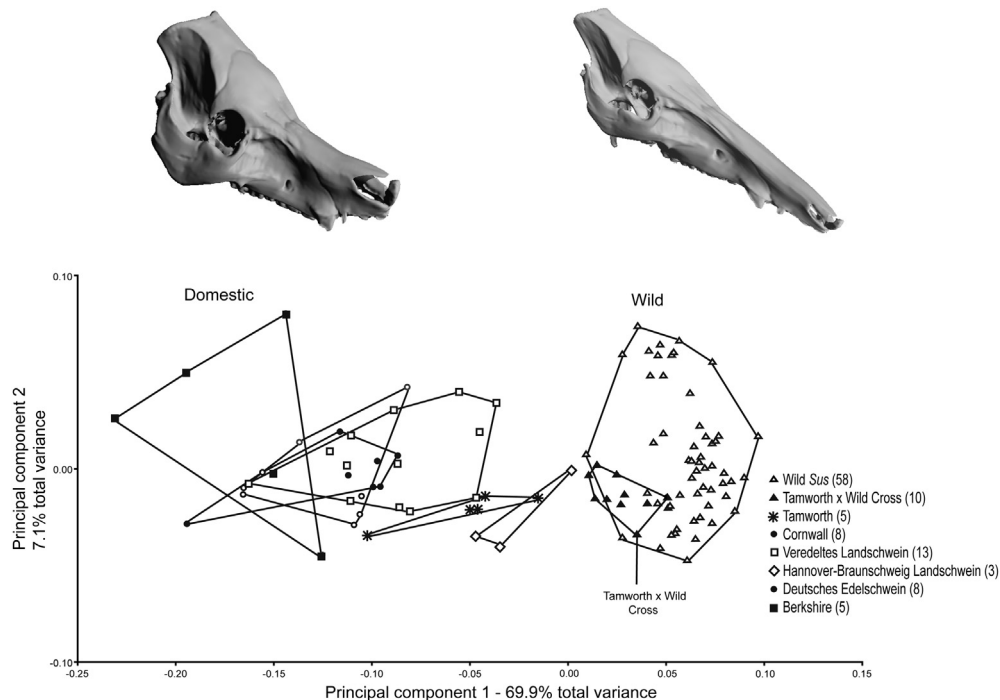 0.10
Domestic
Wild
Principal component 2
7.1% total variance
0.00
Wild Sus (58)
Tamworth x Wild Cross (10)
Tamworth (5)
Cornwall (8)
Veredeltes Landschwein (13)
Hannover-Braunschweig Landschwein (3)
Deutsches Edelschwein (8)
Berkshire (5)
Tamworth x Wild
Cross
-0.10
-0.25 -0.20 -0.15 -0.10 -0.05 0.00 0.05 0.10 0.15
Principal component 1 - 69.9% total variance